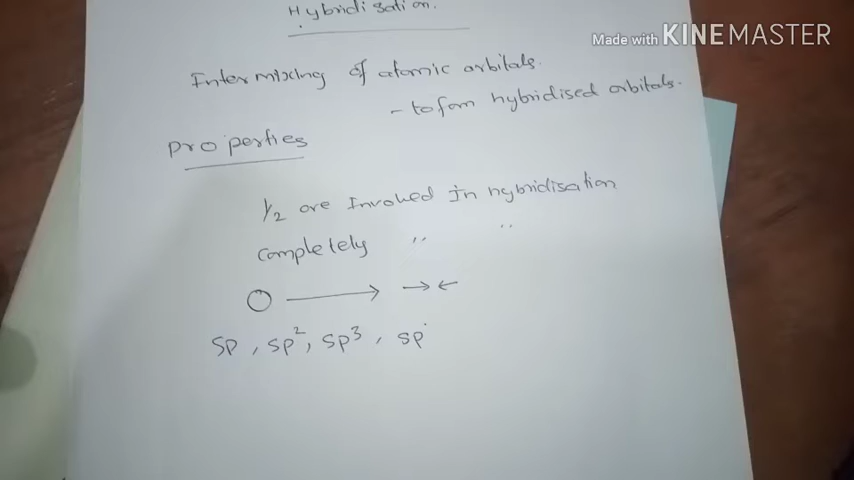 Hybridisation.
Made with KINEMASTER
Intermixing of atomic orbitals.
- to fom hybridised orbitals.
Properties
1/2 are Involved in hybridisation
completely " "
sp, sp², sp³, sp